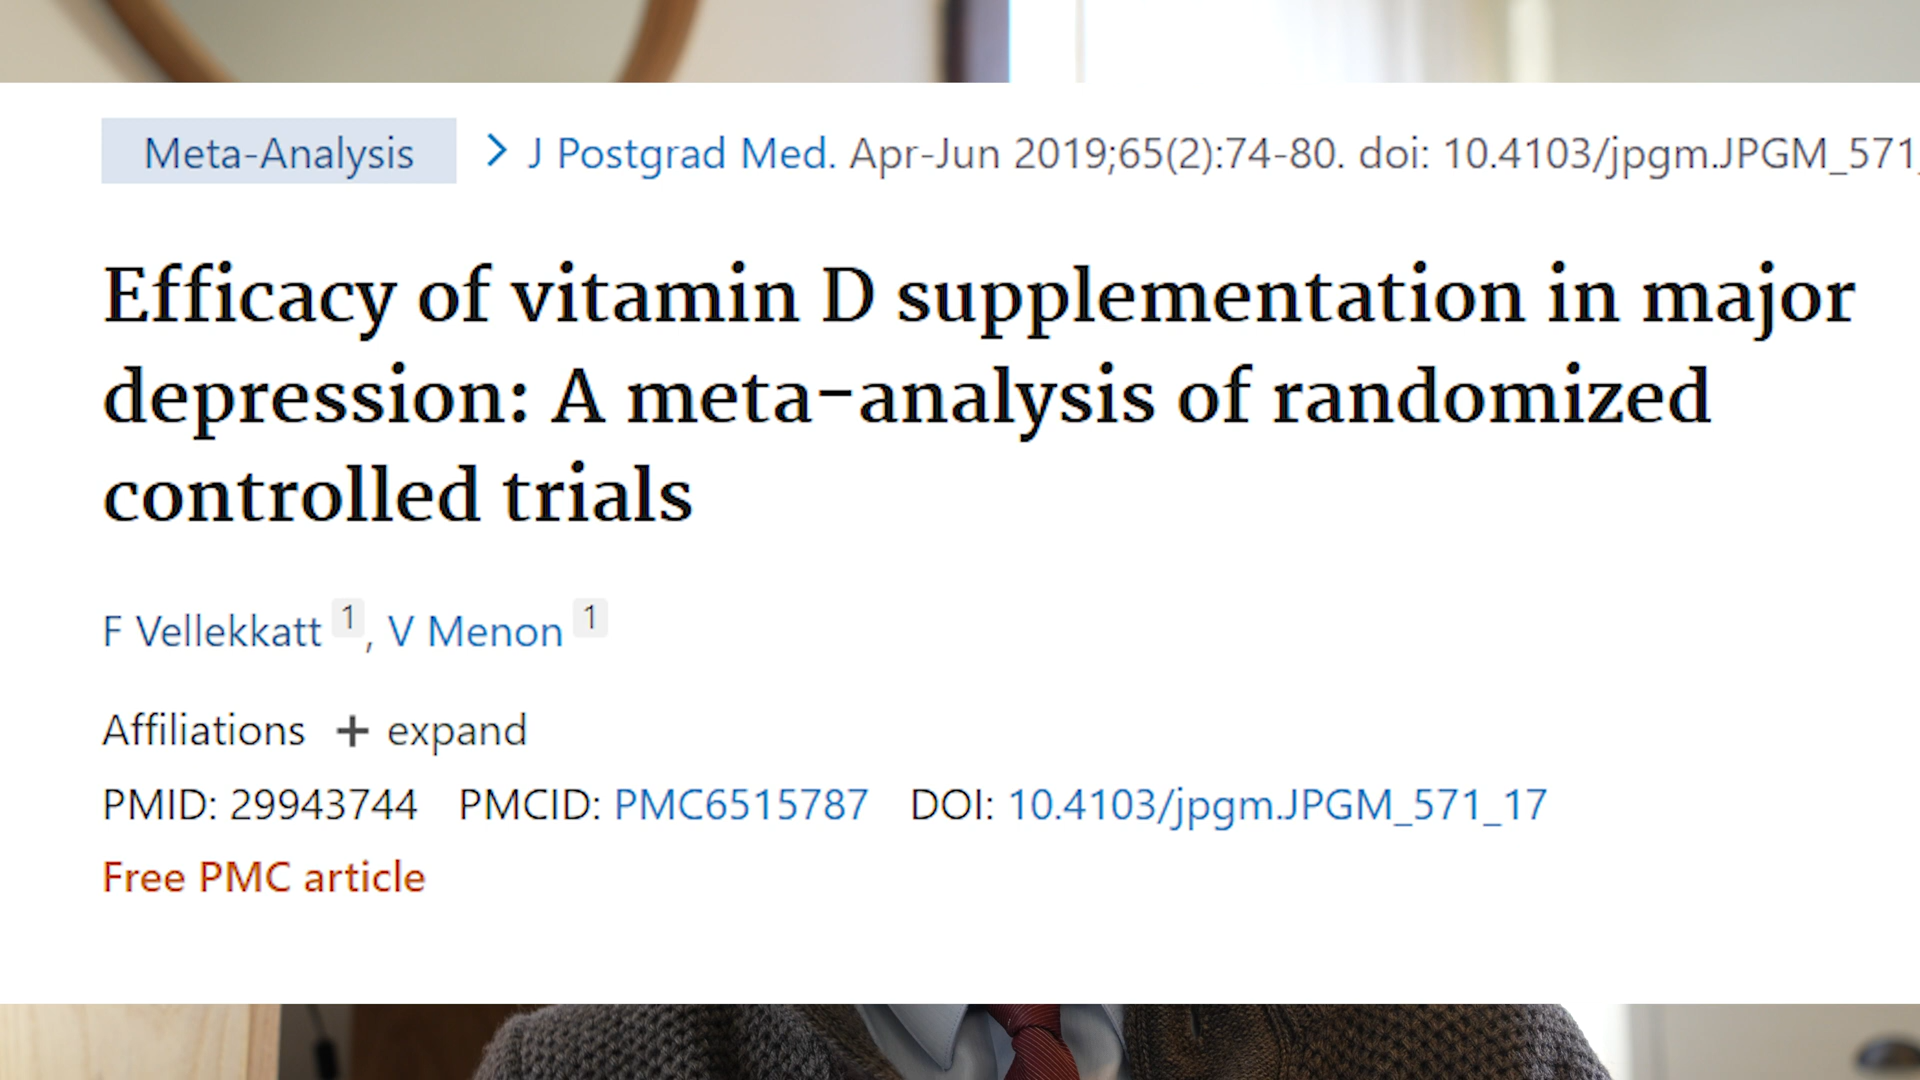 Meta-Analysis > J Postgrad Med. Apr-Jun 2019;65(2):74-80. doi: 10.4103/jpgm.JPGM_571_
Efficacy of vitamin D supplementation in major
depression: A meta-analysis of randomized
controlled trials
F Vellekkatt 1, V Menon 1
Affiliations + expand
PMID: 29943744 PMCID: PMC6515787 DOI: 10.4103/jpgm.JPGM_571_17
Free PMC article